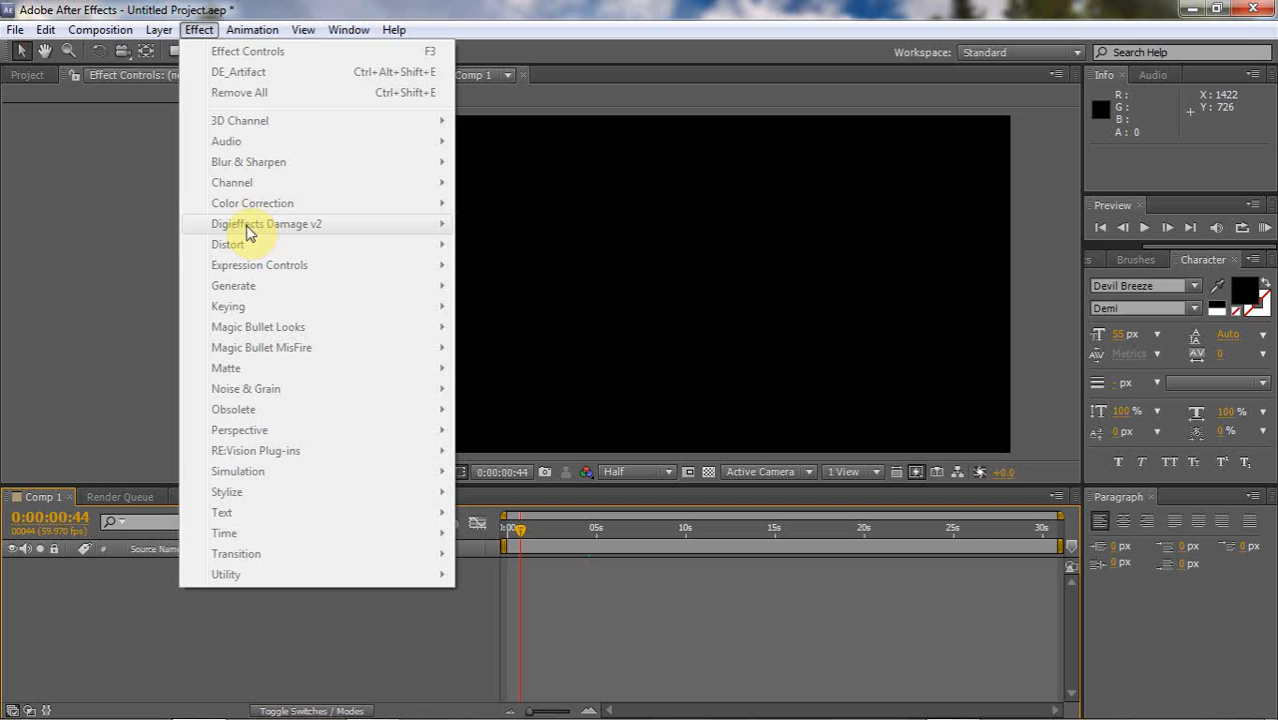 Adobe After Effects - Untitled Project.aep *
File Edit Composition Layer Effect Animation View Window Help
Workspace: Standard Search Help
Project Effect Controls: Comp 1 Info Audio
Effect Controls F3
DE_Artifact Ctrl+Alt+Shift+E
Remove All Ctrl+Shift+E
3D Channel
Audio
Blur & Sharpen
Channel
Color Correction
Digieffects Damage v2
Distort
Expression Controls
Generate
Keying
Magic Bullet Looks
Magic Bullet MisFire
Matte
Noise & Grain
Obsolete
Perspective
RE:Vision Plug-ins
Simulation
Stylize
Text
Time
Transition
Utility
R: X: 1422
G: Y: 726
B:
A: 0
Preview
Brushes Character
Devil Breeze
Demi
55 px Auto
Metrics 0
- px
100 % 100 %
0 px 0 %
T T TT Tт T¹ T₁
0:00:00:44 Half Active Camera 1 View +0.0
Comp 1 Render Queue
0:00:00:44
00044 (59.970 fps)
:00s 05s 10s 15s 20s 25s 30s
# Source Name
Paragraph
0 px 0 px 0 px
0 px 0 px
Toggle Switches / Modes